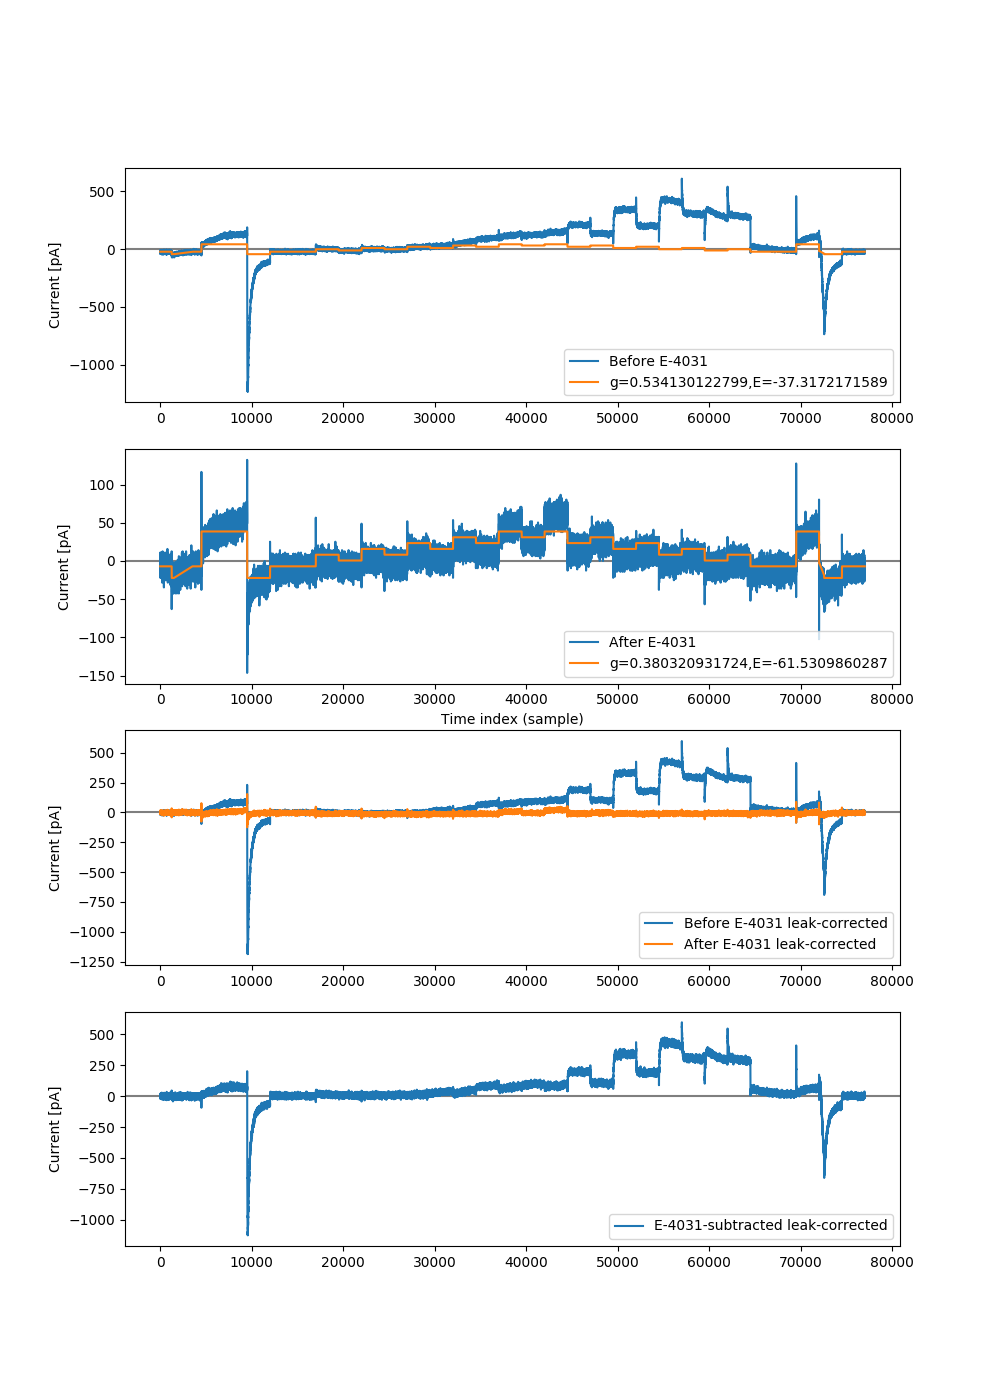 500
0
−500
−1000
Current [pA]
Before E-4031
g=0.534130122799,E=-37.3172171589
0 10000 20000 30000 40000 50000 60000 70000 80000
100
50
0
−50
−100
−150
Current [pA]
After E-4031
g=0.380320931724,E=-61.5309860287
0 10000 20000 30000 40000 50000 60000 70000 80000
Time index (sample)
500
250
0
−250
−500
−750
−1000
−1250
Current [pA]
Before E-4031 leak-corrected
After E-4031 leak-corrected
0 10000 20000 30000 40000 50000 60000 70000 80000
500
250
0
−250
−500
−750
−1000
Current [pA]
E-4031-subtracted leak-corrected
0 10000 20000 30000 40000 50000 60000 70000 80000